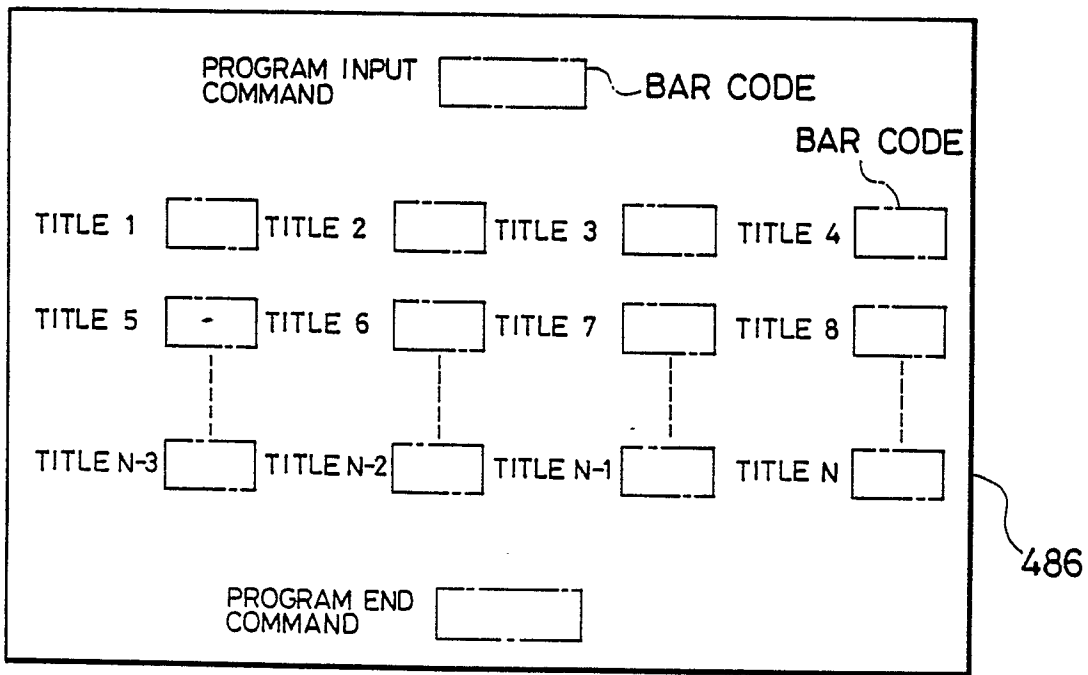 PROGRAM INPUT
COMMAND
BAR CODE
BAR CODE
TITLE 1 TITLE 2 TITLE 3 TITLE 4
TITLE 5 TITLE 6 TITLE 7 TITLE 8
TITLE N-3 TITLE N-2 TITLE N-1 TITLE N
486
PROGRAM END
COMMAND